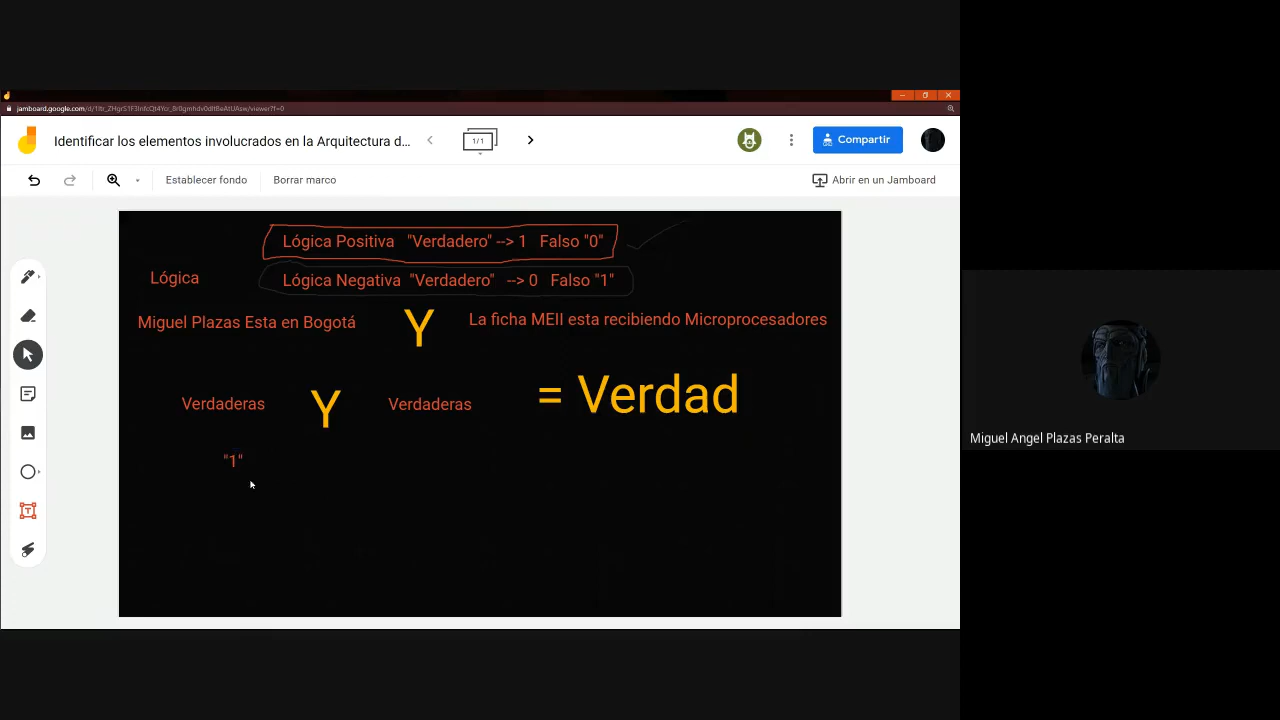 Identificar los elementos involucrados en la Arquitectura d...
1/1
Compartir
Establecer fondo
Borrar marco
Abrir en un Jamboard
Lógica Positiva "Verdadero" --> 1 Falso "0"
Lógica
Lógica Negativa "Verdadero" --> 0 Falso "1"
Miguel Plazas Esta en Bogotá Y La ficha MEII esta recibiendo Microprocesadores
Verdaderas Y Verdaderas = Verdad
"1"
T
Miguel Angel Plazas Peralta